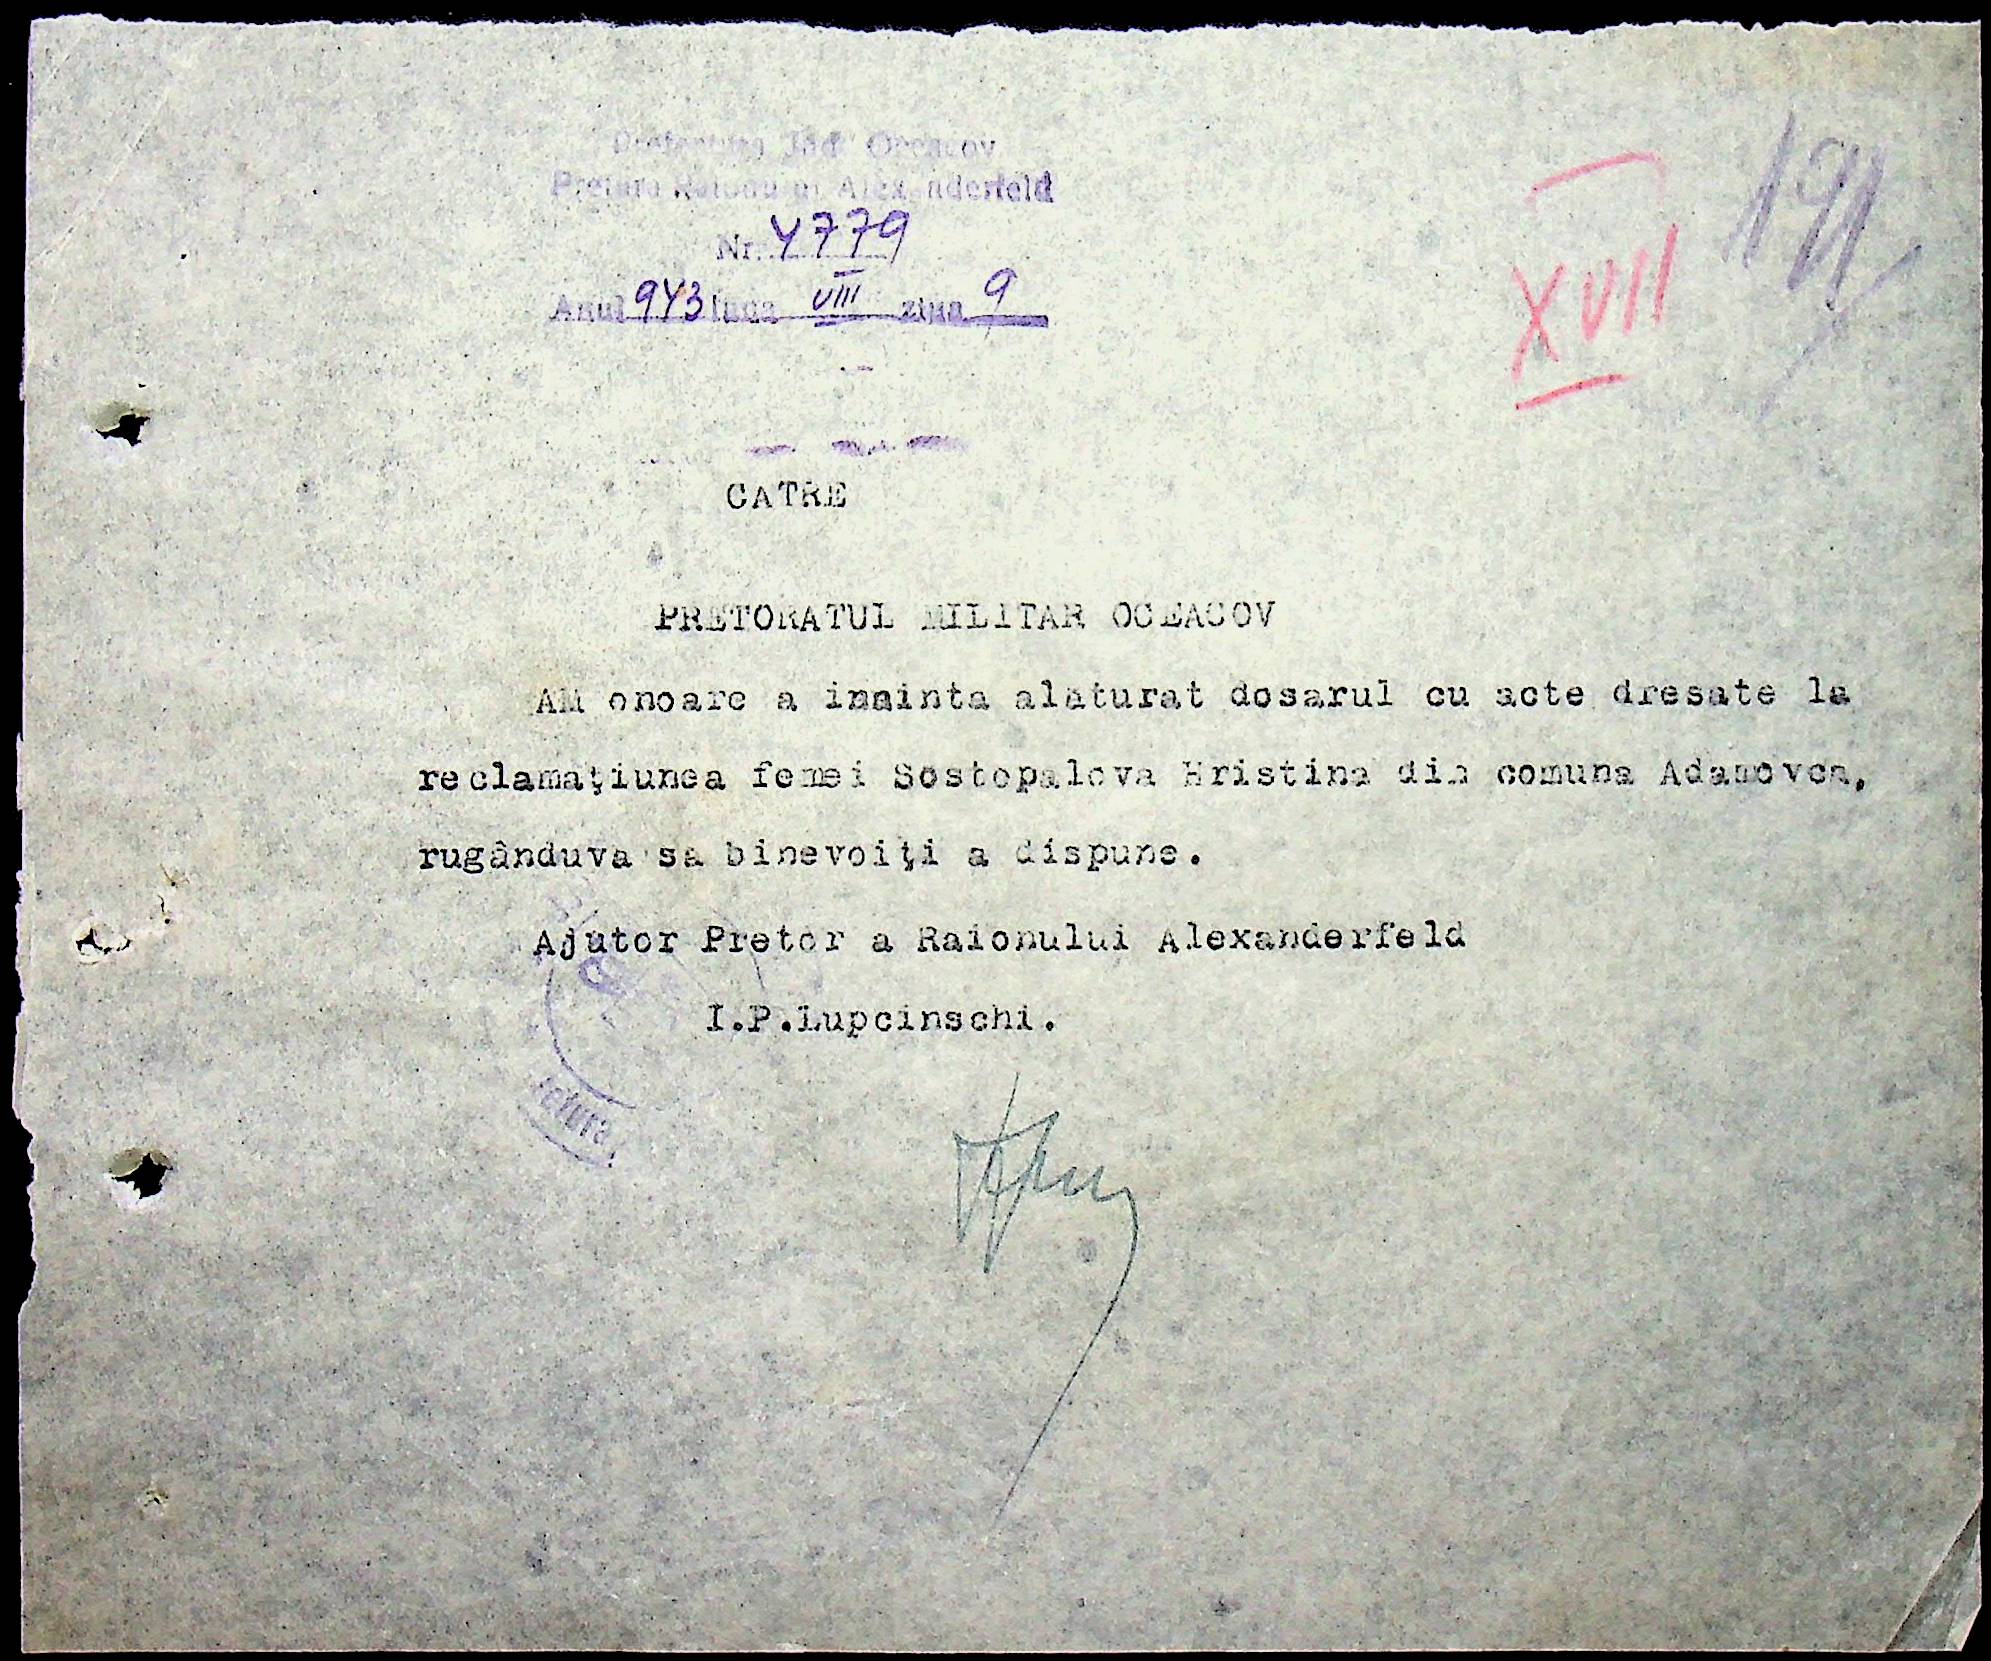 Prefectura Jud. Oceacov
Pretura Raionului Alexanderfeld
Nr. 4779
Anul 943 luna VIII ziua 9
XVII
191
CATRE
PRETORATUL MILITAR OCEACOV
AM onoare a inainta alaturat dosarul cu acte dresate la
reclamaţiunea femei Sostopalova Hristina din comuna Adamovca,
rugânduva sa binevoiţi a dispune.
Ajutor Pretor a Raionului Alexanderfeld
I.P.Lupcinschi.